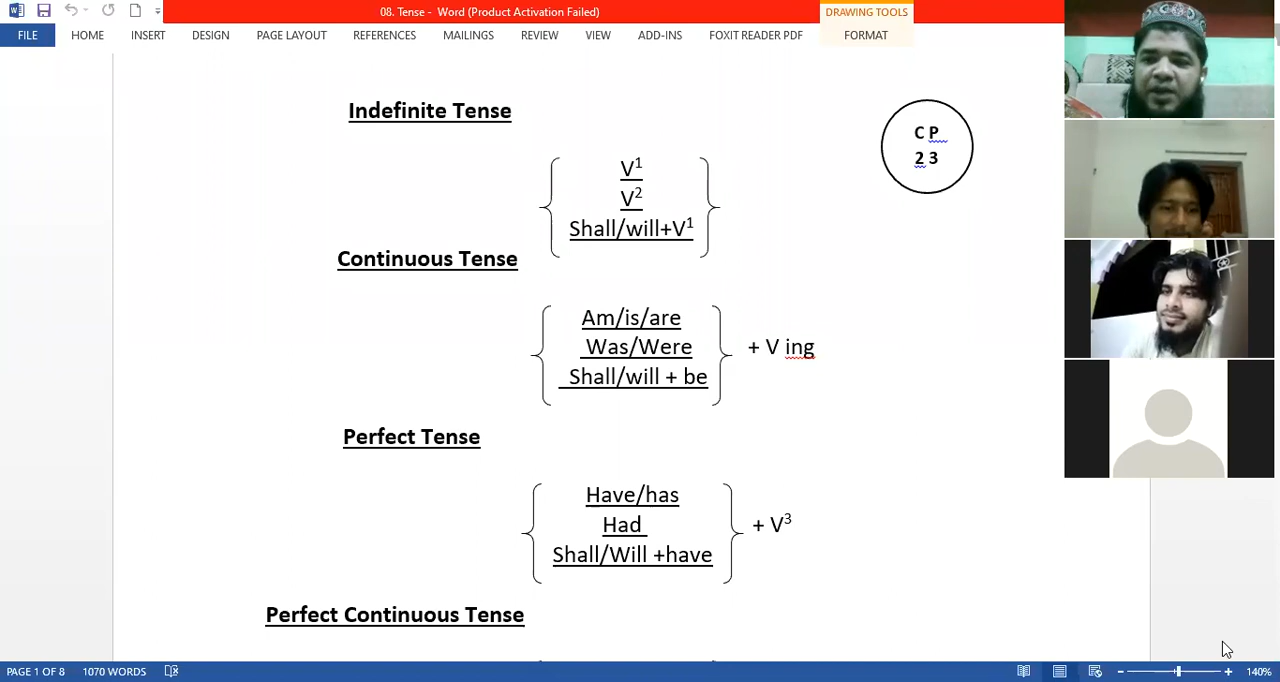 08. Tense - Word (Product Activation Failed)
DRAWING TOOLS
FILE HOME INSERT DESIGN PAGE LAYOUT REFERENCES MAILINGS REVIEW VIEW ADD-INS FOXIT READER PDF FORMAT
Indefinite Tense
C P
2 3
V1
V2
Shall/will+V1
Continuous Tense
Am/is/are
Was/Were + V ing
Shall/will + be
Perfect Tense
Have/has
Had + V3
Shall/Will +have
Perfect Continuous Tense
PAGE 1 OF 8 1070 WORDS 140%